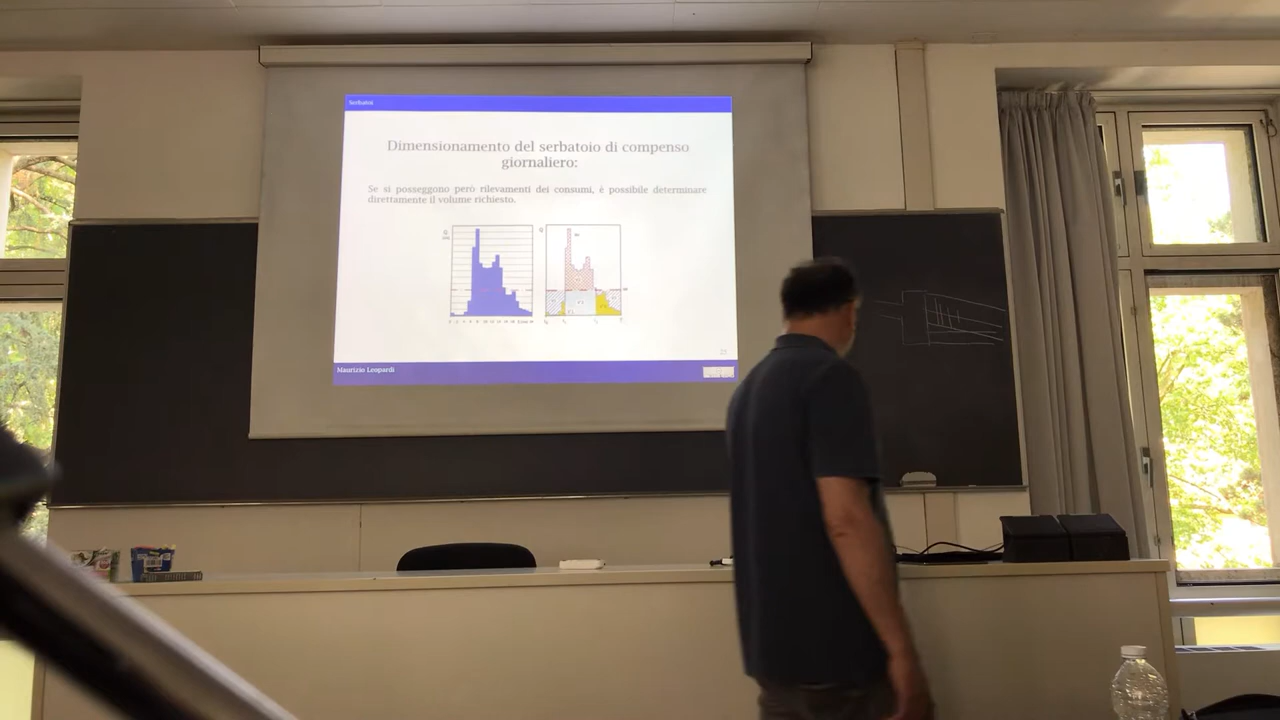 Serbatoi
Dimensionamento del serbatoio di compenso
giornaliero:
Se si posseggono però rilevamenti dei consumi, è possibile determinare
direttamente il volume richiesto.
Maurizio Leopardi